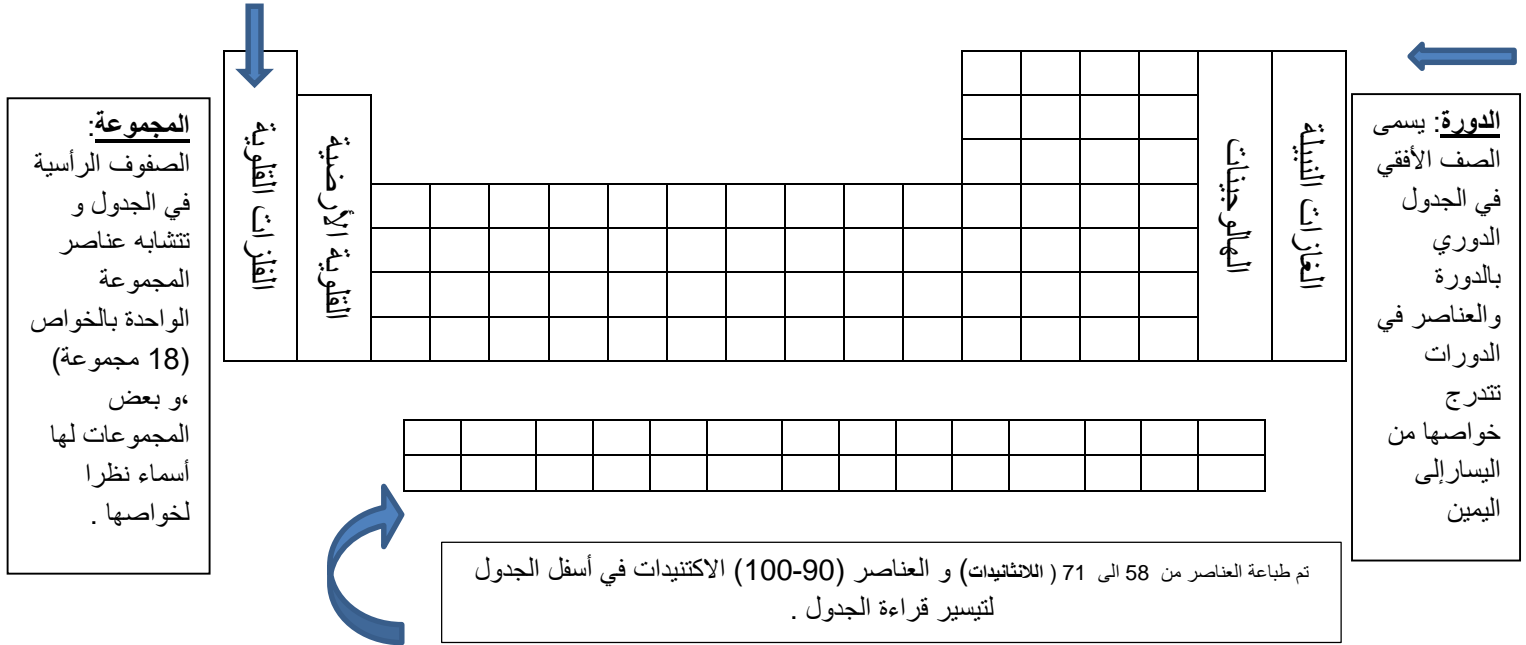 الدورة: يسمى
الصف الأفقي
في الجدول
الدوري
بالدورة
والعناصر في
الدورات
تتدرج
خواصها من
اليسارإلى
اليمين
الغازات النبيلة
الهالوجينات
القلوية الأرضية
الفلزات القلوية
المجموعة:
الصفوف الرأسية
في الجدول و
تتشابه عناصر
المجموعة
الواحدة بالخواص
(18 مجموعة)
،و بعض
المجموعات لها
أسماء نظرا
لخواصها .
تم طباعة العناصر من 58 الى 71 ( اللانثانيدات) و العناصر (90-100) الاكتنيدات في أسفل الجدول
لتيسير قراءة الجدول .